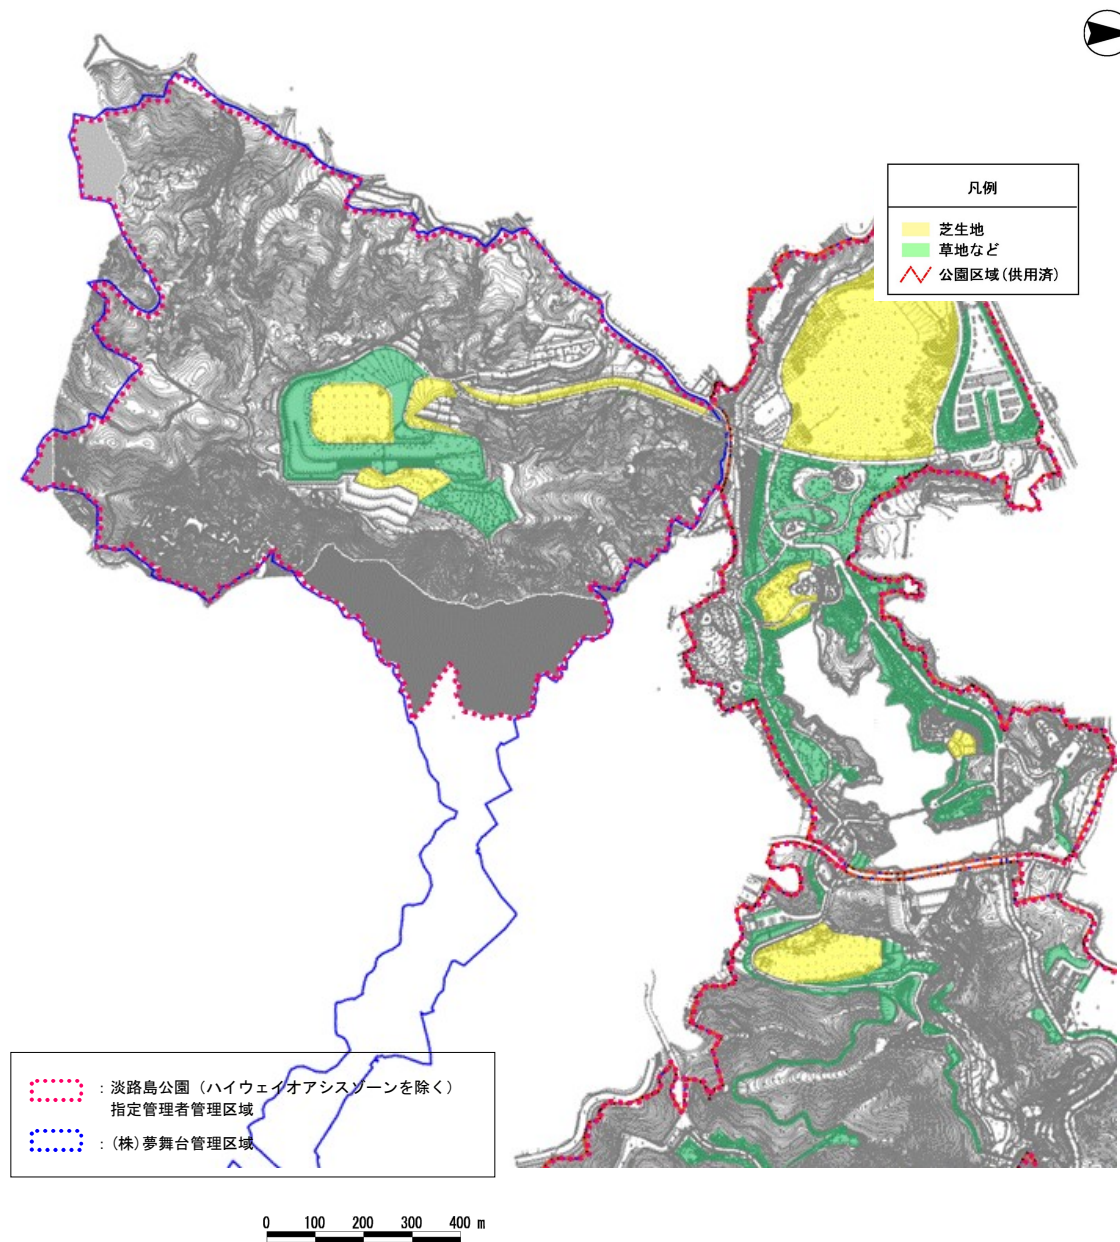 凡例
芝生地
草地など
公園区域(供用済)
：淡路島公園（ハイウェイオアシスゾーンを除く）
指定管理者管理区域
：(株)夢舞台管理区域
0 100 200 300 400 m